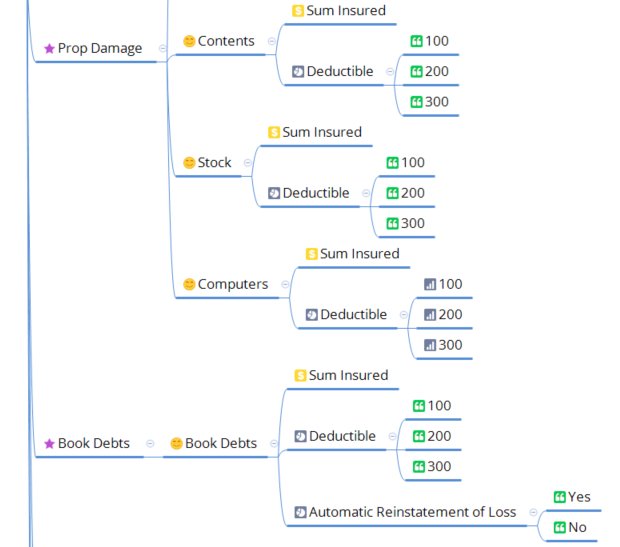 Sum Insured
Contents
100
Prop Damage
Deductible
200
300
Sum Insured
Stock
100
Deductible
200
300
Sum Insured
Computers
100
Deductible
200
300
Sum Insured
100
Book Debts
Book Debts
Deductible
200
300
Yes
Automatic Reinstatement of Loss
No